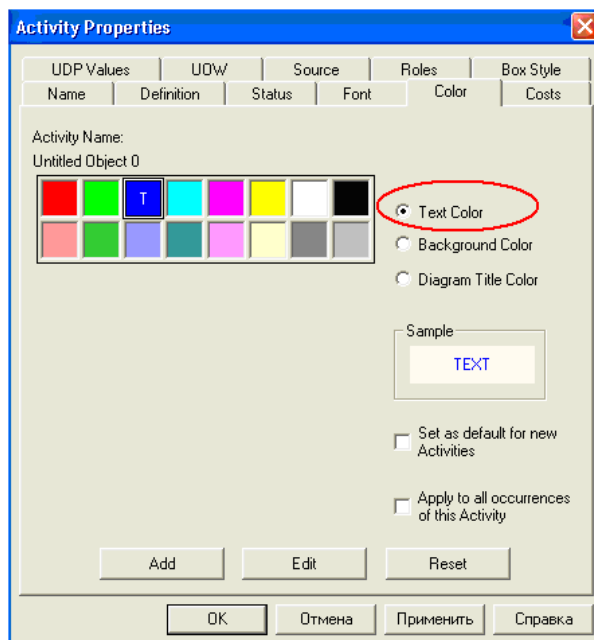 Activity Properties
UDP Values UOW Source Roles Box Style
Name Definition Status Font Color Costs
Activity Name:
Untitled Object 0
T
Text Color
Background Color
Diagram Title Color
Sample
TEXT
Set as default for new
Activities
Apply to all occurrences
of this Activity
Add Edit Reset
OK Отмена Применить Справка